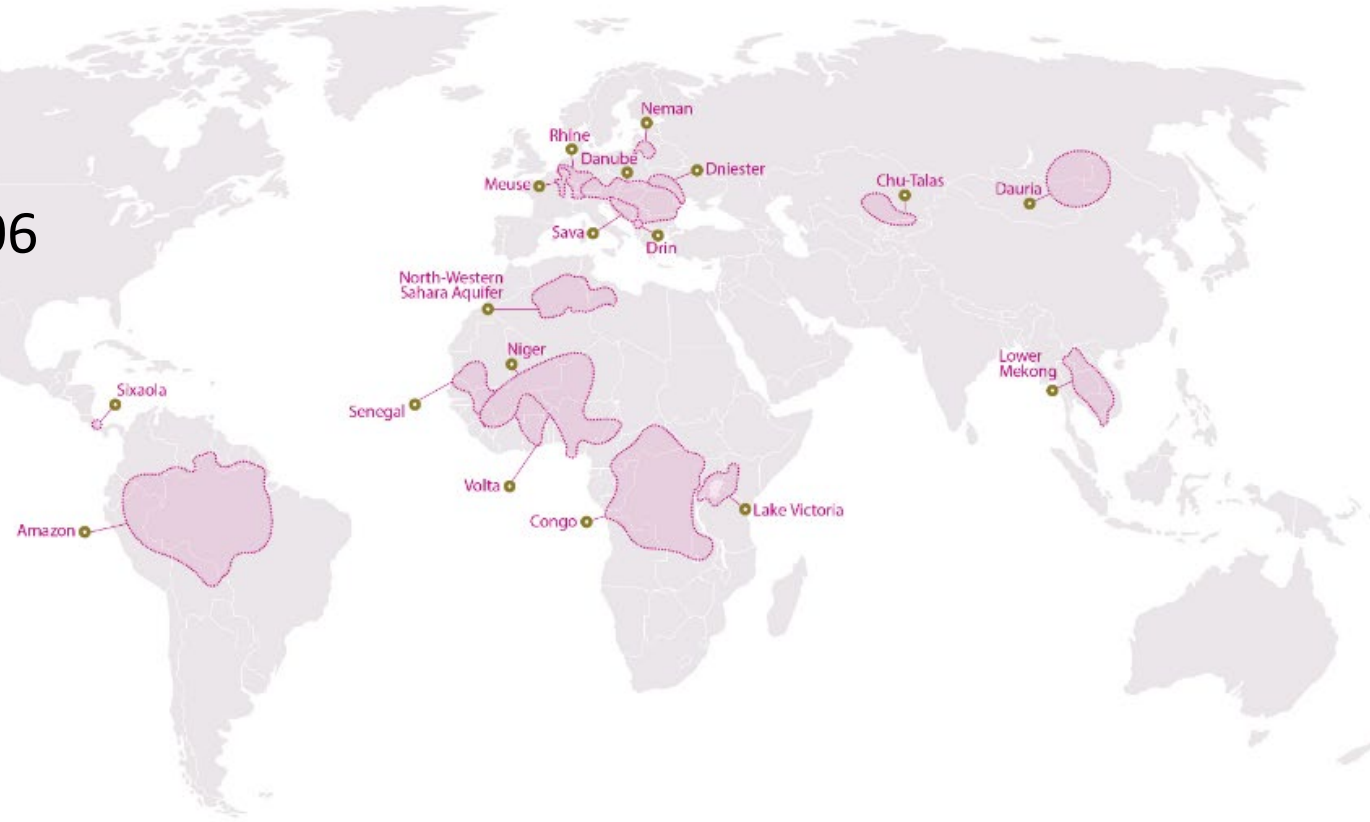 Neman
Rhine
Danube
Dniester
Meuse
Chu-Talas
Dauria
06
Sava
Drin
North-Western
Sahara Aquifer
Niger
Lower
Mekong
Sixaola
Senegal
Volta
Lake Victoria
Congo
Amazon